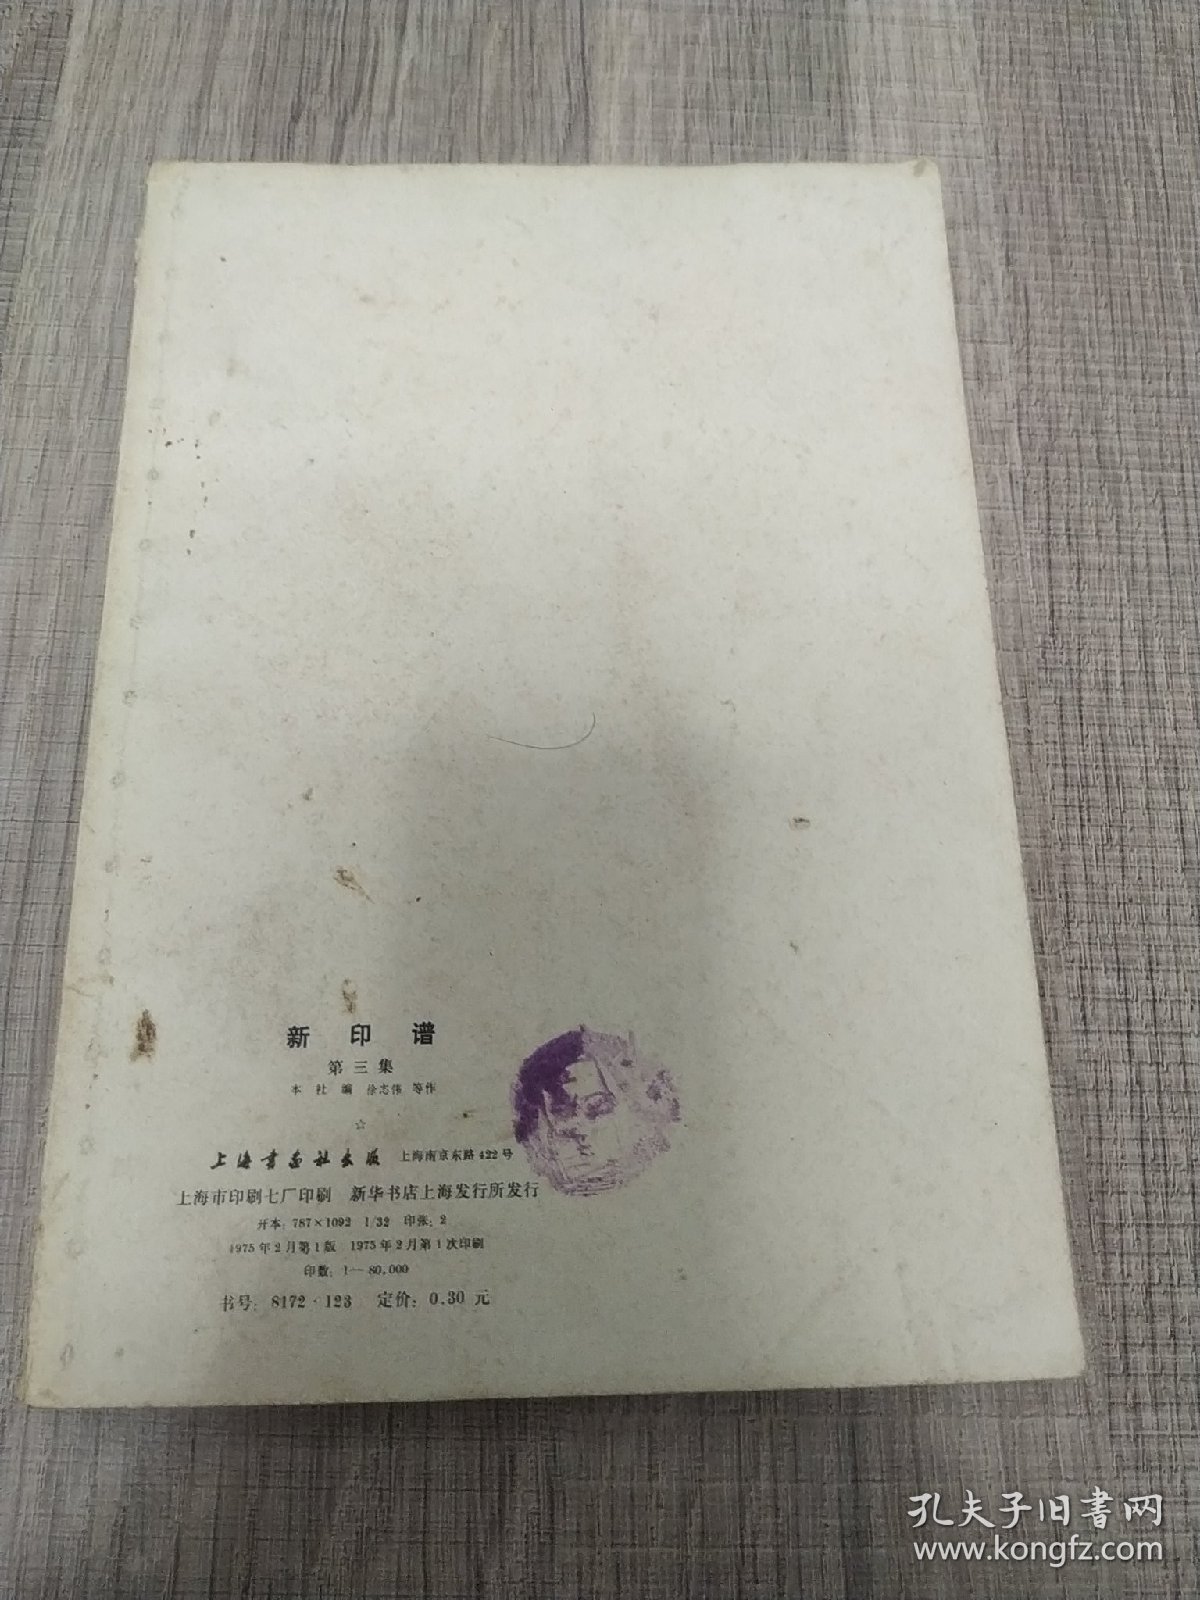 新印谱
第三集
本社编 徐志伟 等作
☆
上海书画社出版 上海南京东路422号
上海市印刷七厂印刷 新华书店上海发行所发行
开本：787×1092 1/32 印张：2
1975年2月第1版 1975年2月第1次印刷
印数：1—80,000
书号：8172·123 定价：0.30元
孔夫子旧书网
www.kongfz.com